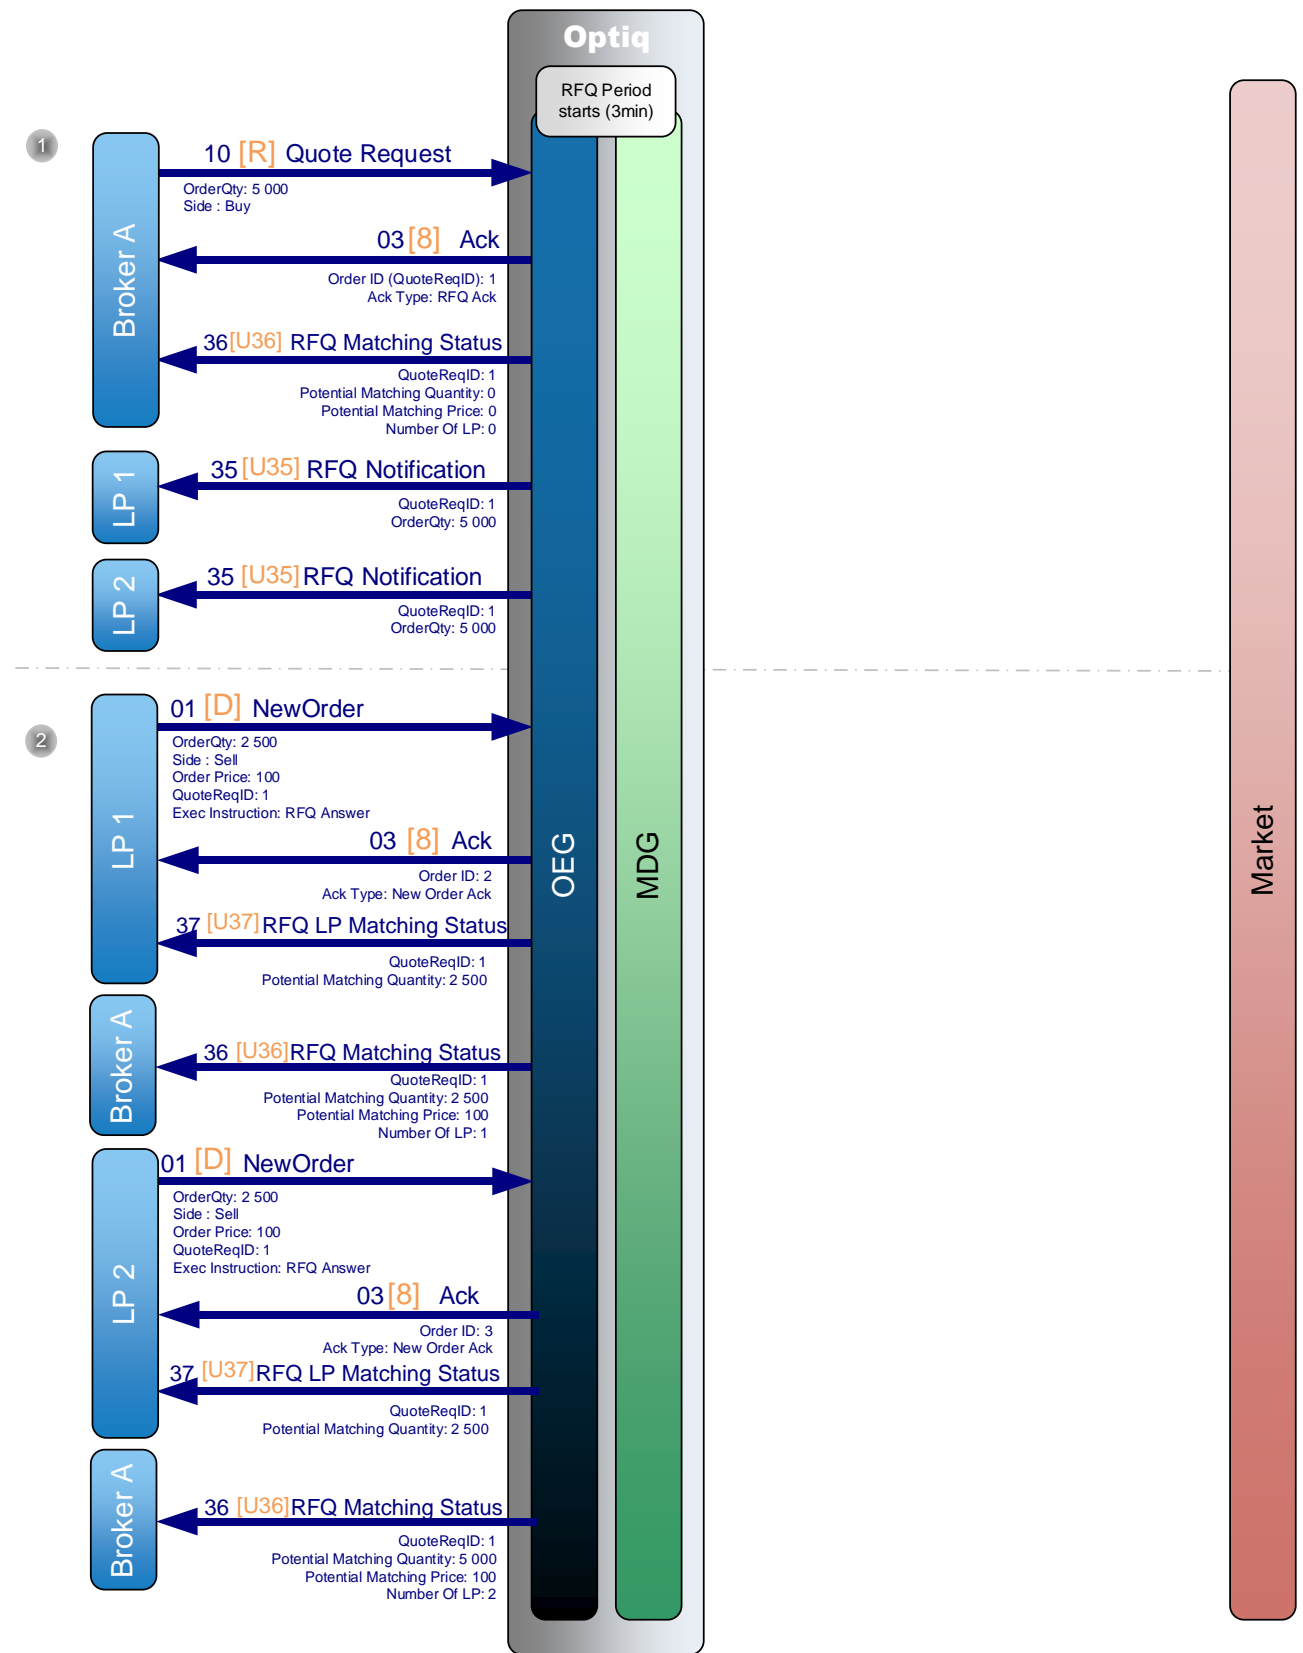 Optiq
RFQ Period
starts (3min)
1
Broker A
10 [R] Quote Request
OrderQty: 5 000
Side : Buy
03 [8] Ack
Order ID (QuoteReqID): 1
Ack Type: RFQ Ack
36 [U36] RFQ Matching Status
QuoteReqID: 1
Potential Matching Quantity: 0
Potential Matching Price: 0
Number Of LP: 0
LP 1
35 [U35] RFQ Notification
QuoteReqID: 1
OrderQty: 5 000
LP 2
35 [U35] RFQ Notification
QuoteReqID: 1
OrderQty: 5 000
2
LP 1
01 [D] NewOrder
OrderQty: 2 500
Side : Sell
Order Price: 100
QuoteReqID: 1
Exec Instruction: RFQ Answer
03 [8] Ack
Order ID: 2
Ack Type: New Order Ack
37 [U37] RFQ LP Matching Status
QuoteReqID: 1
Potential Matching Quantity: 2 500
OEG
MDG
Market
Broker A
36 [U36] RFQ Matching Status
QuoteReqID: 1
Potential Matching Quantity: 2 500
Potential Matching Price: 100
Number Of LP: 1
LP 2
01 [D] NewOrder
OrderQty: 2 500
Side : Sell
Order Price: 100
QuoteReqID: 1
Exec Instruction: RFQ Answer
03 [8] Ack
Order ID: 3
Ack Type: New Order Ack
37 [U37] RFQ LP Matching Status
QuoteReqID: 1
Potential Matching Quantity: 2 500
Broker A
36 [U36] RFQ Matching Status
QuoteReqID: 1
Potential Matching Quantity: 5 000
Potential Matching Price: 100
Number Of LP: 2